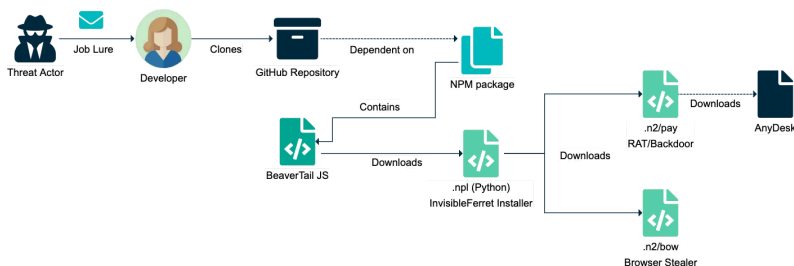 Threat Actor
Job Lure
Developer
Clones
GitHub Repository
Dependent on
NPM package
Contains
BeaverTail JS
Downloads
.npl (Python)
InvisibleFerret Installer
Downloads
.n2/pay
RAT/Backdoor
Downloads
AnyDesk
.n2/bow
Browser Stealer